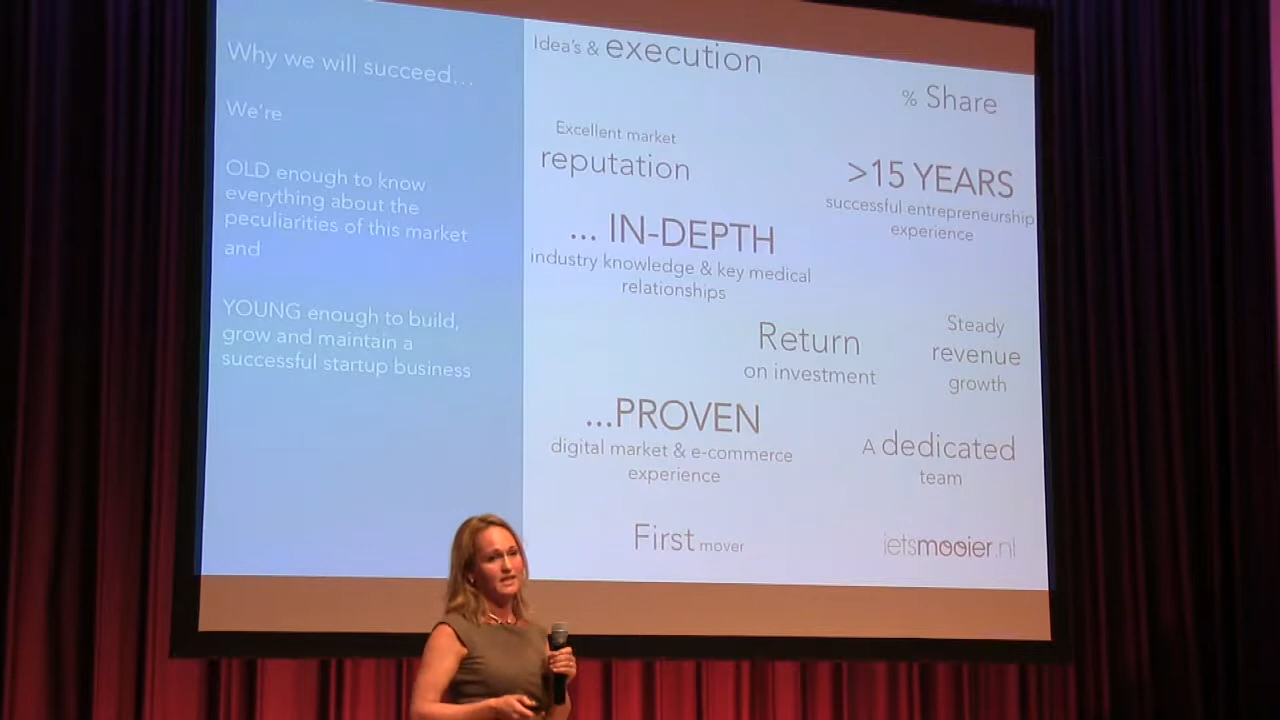 Why we will succeed...
We're
OLD enough to know
everything about the
peculiarities of this market
and
YOUNG enough to build,
grow and maintain a
successful startup business
Idea's & execution
% Share
Excellent market
reputation
>15 YEARS
successful entrepreneurship
experience
... IN-DEPTH
industry knowledge & key medical
relationships
Return
on investment
Steady
revenue
growth
...PROVEN
digital market & e-commerce
experience
A dedicated
team
First mover
ietsmooier.nl